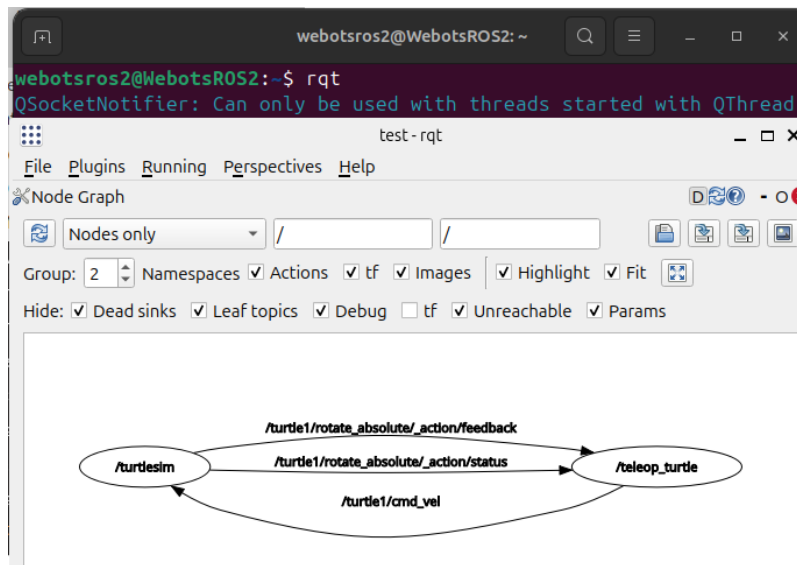 webotsros2@WebotsROS2: ~
webotsros2@WebotsROS2:~$ rqt
QSocketNotifier: Can only be used with threads started with QThread
test - rqt
File Plugins Running Perspectives Help
Node Graph D - O
Nodes only / /
Group: 2 Namespaces Actions tf Images Highlight Fit
Hide: Dead sinks Leaf topics Debug tf Unreachable Params
/turtle1/rotate_absolute/_action/feedback
/turtlesim /turtle1/rotate_absolute/_action/status /teleop_turtle
/turtle1/cmd_vel